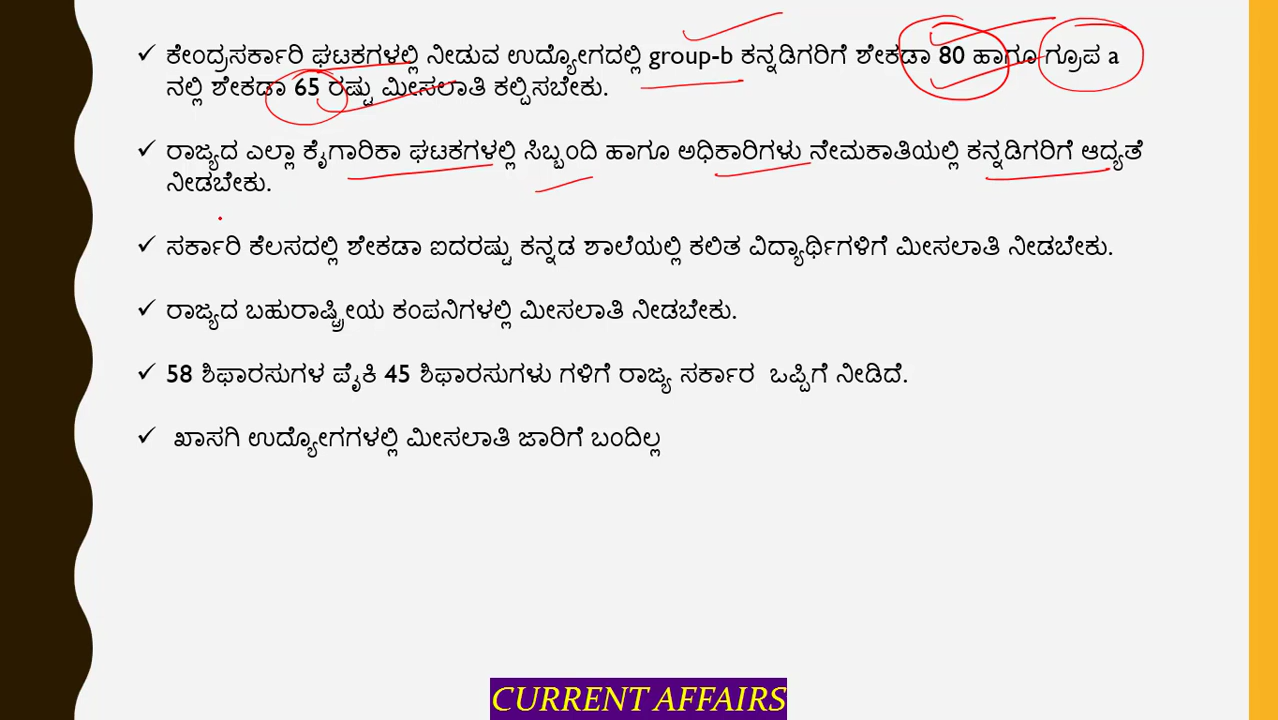 ✓ ಕೇಂದ್ರಸರ್ಕಾರಿ ಘಟಕಗಳಲ್ಲಿ ನೀಡುವ ಉದ್ಯೋಗದಲ್ಲಿ group-b ಕನ್ನಡಿಗರಿಗೆ ಶೇಕಡಾ 80 ಹಾಗೂ ಗ್ರೂಪ a
ನಲ್ಲಿ ಶೇಕಡಾ 65 ರಷ್ಟು ಮೀಸಲಾತಿ ಕಲ್ಪಿಸಬೇಕು.
✓ ರಾಜ್ಯದ ಎಲ್ಲಾ ಕೈಗಾರಿಕಾ ಘಟಕಗಳಲ್ಲಿ ಸಿಬ್ಬಂದಿ ಹಾಗೂ ಅಧಿಕಾರಿಗಳು ನೇಮಕಾತಿಯಲ್ಲಿ ಕನ್ನಡಿಗರಿಗೆ ಆದ್ಯತೆ
ನೀಡಬೇಕು.
✓ ಸರ್ಕಾರಿ ಕೆಲಸದಲ್ಲಿ ಶೇಕಡಾ ಐದರಷ್ಟು ಕನ್ನಡ ಶಾಲೆಯಲ್ಲಿ ಕಲಿತ ವಿದ್ಯಾರ್ಥಿಗಳಿಗೆ ಮೀಸಲಾತಿ ನೀಡಬೇಕು.
✓ ರಾಜ್ಯದ ಬಹುರಾಷ್ಟ್ರೀಯ ಕಂಪನಿಗಳಲ್ಲಿ ಮೀಸಲಾತಿ ನೀಡಬೇಕು.
✓ 58 ಶಿಫಾರಸುಗಳ ಪೈಕಿ 45 ಶಿಫಾರಸುಗಳು ಗಳಿಗೆ ರಾಜ್ಯ ಸರ್ಕಾರ ಒಪ್ಪಿಗೆ ನೀಡಿದೆ.
✓ ಖಾಸಗಿ ಉದ್ಯೋಗಗಳಲ್ಲಿ ಮೀಸಲಾತಿ ಜಾರಿಗೆ ಬಂದಿಲ್ಲ
CURRENT AFFAIRS